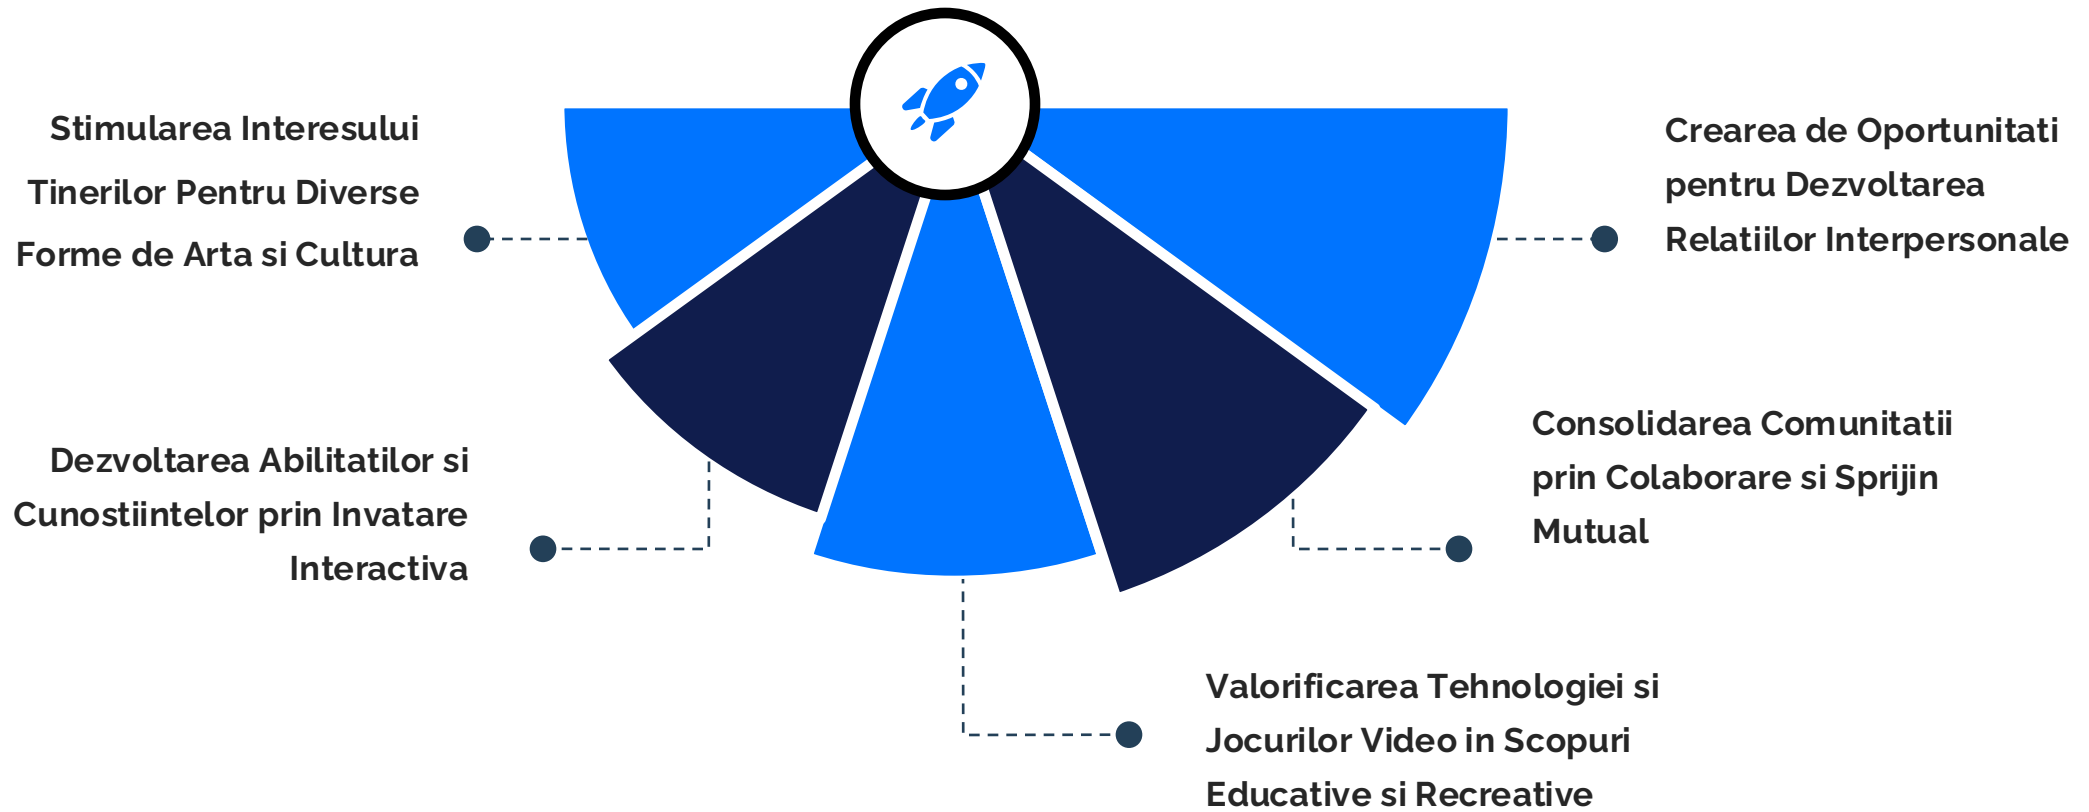 Stimularea Interesului
Tinerilor Pentru Diverse
Forme de Arta si Cultura
Dezvoltarea Abilitatilor si
Cunostiintelor prin Invatare
Interactiva
Valorificarea Tehnologiei si
Jocurilor Video in Scopuri
Educative si Recreative
Consolidarea Comunitatii
prin Colaborare si Sprijin
Mutual
Crearea de Oportunitati
pentru Dezvoltarea
Relatiilor Interpersonale